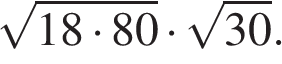 √(18 · 80) · √30.